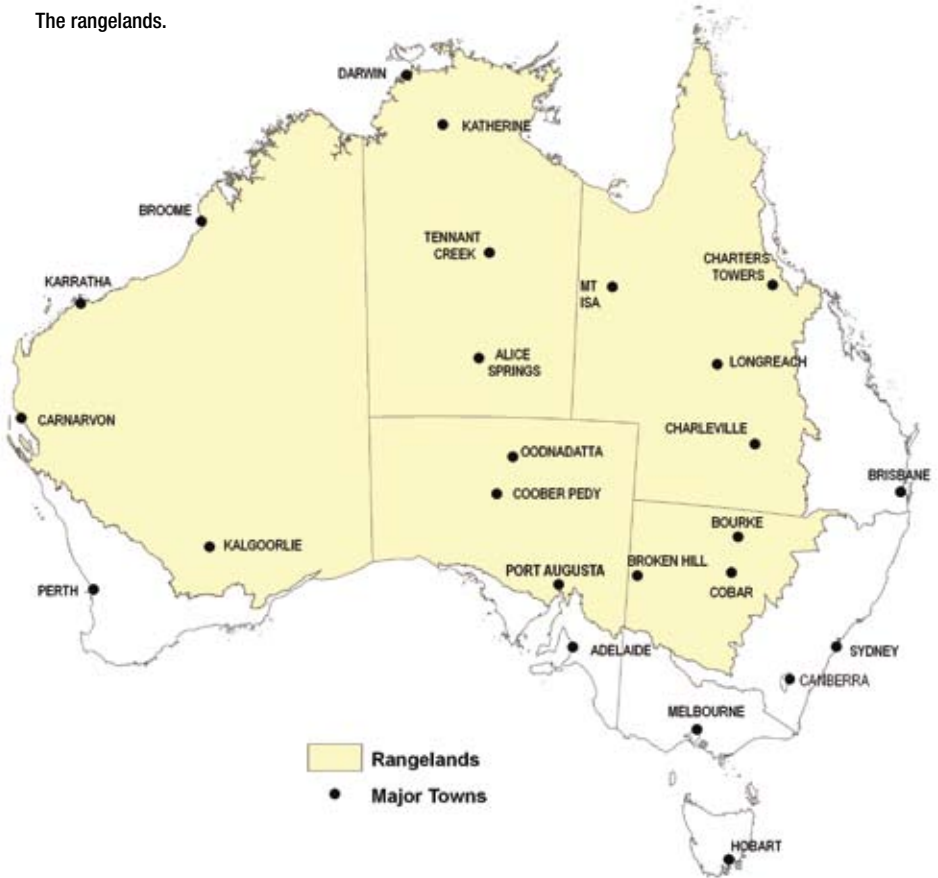 The rangelands.
DARWIN
KATHERINE
BROOME
TENNANT
CREEK
CHARTERS
TOWERS
KARRATHA
MT
ISA
ALICE
SPRINGS
LONGREACH
CARNARVON
CHARLEVILLE
OODNADATTA
BRISBANE
COOBER PEDY
BOURKE
KALGOORLIE
BROKEN HILL
PORT AUGUSTA
PERTH
COBAR
ADELAIDE
SYDNEY
CANBERRA
MELBOURNE
Rangelands
Major Towns
HOBART